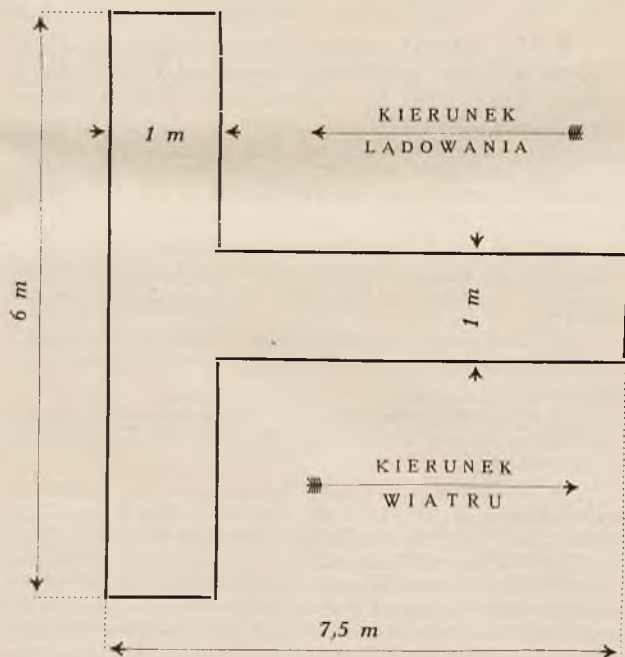 KIERUNEK
LĄDOWANIA
1 m
6 m
1 m
KIERUNEK
WIATRU
7,5 m